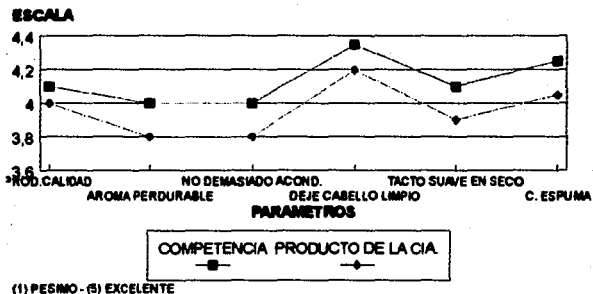 ESCALA
4,4
4,2
4
3,8
3,6
PROD.CALIDAD
NO DEMASIADO ACOND.
TACTO SUAVE EN SECO
AROMA PERDURABLE
DEJE CABELLO LIMPIO
C. ESPUMA
PARAMETROS
COMPETENCIA PRODUCTO DE LA CIA.
(1) PESIMO - (5) EXCELENTE